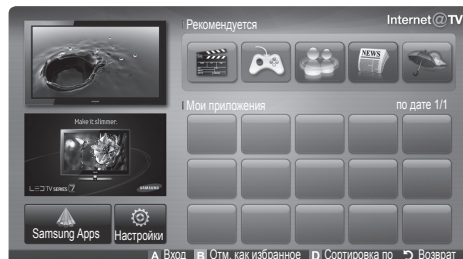 Рекомендуется
Internet@TV
NEWS
Мои приложения
по дате 1/1
Make it slimmer.
LED TV SERIES 7
SAMSUNG
Samsung Apps
Настройки
A Вход B Отм. как избранное D Сортировка по Возврат